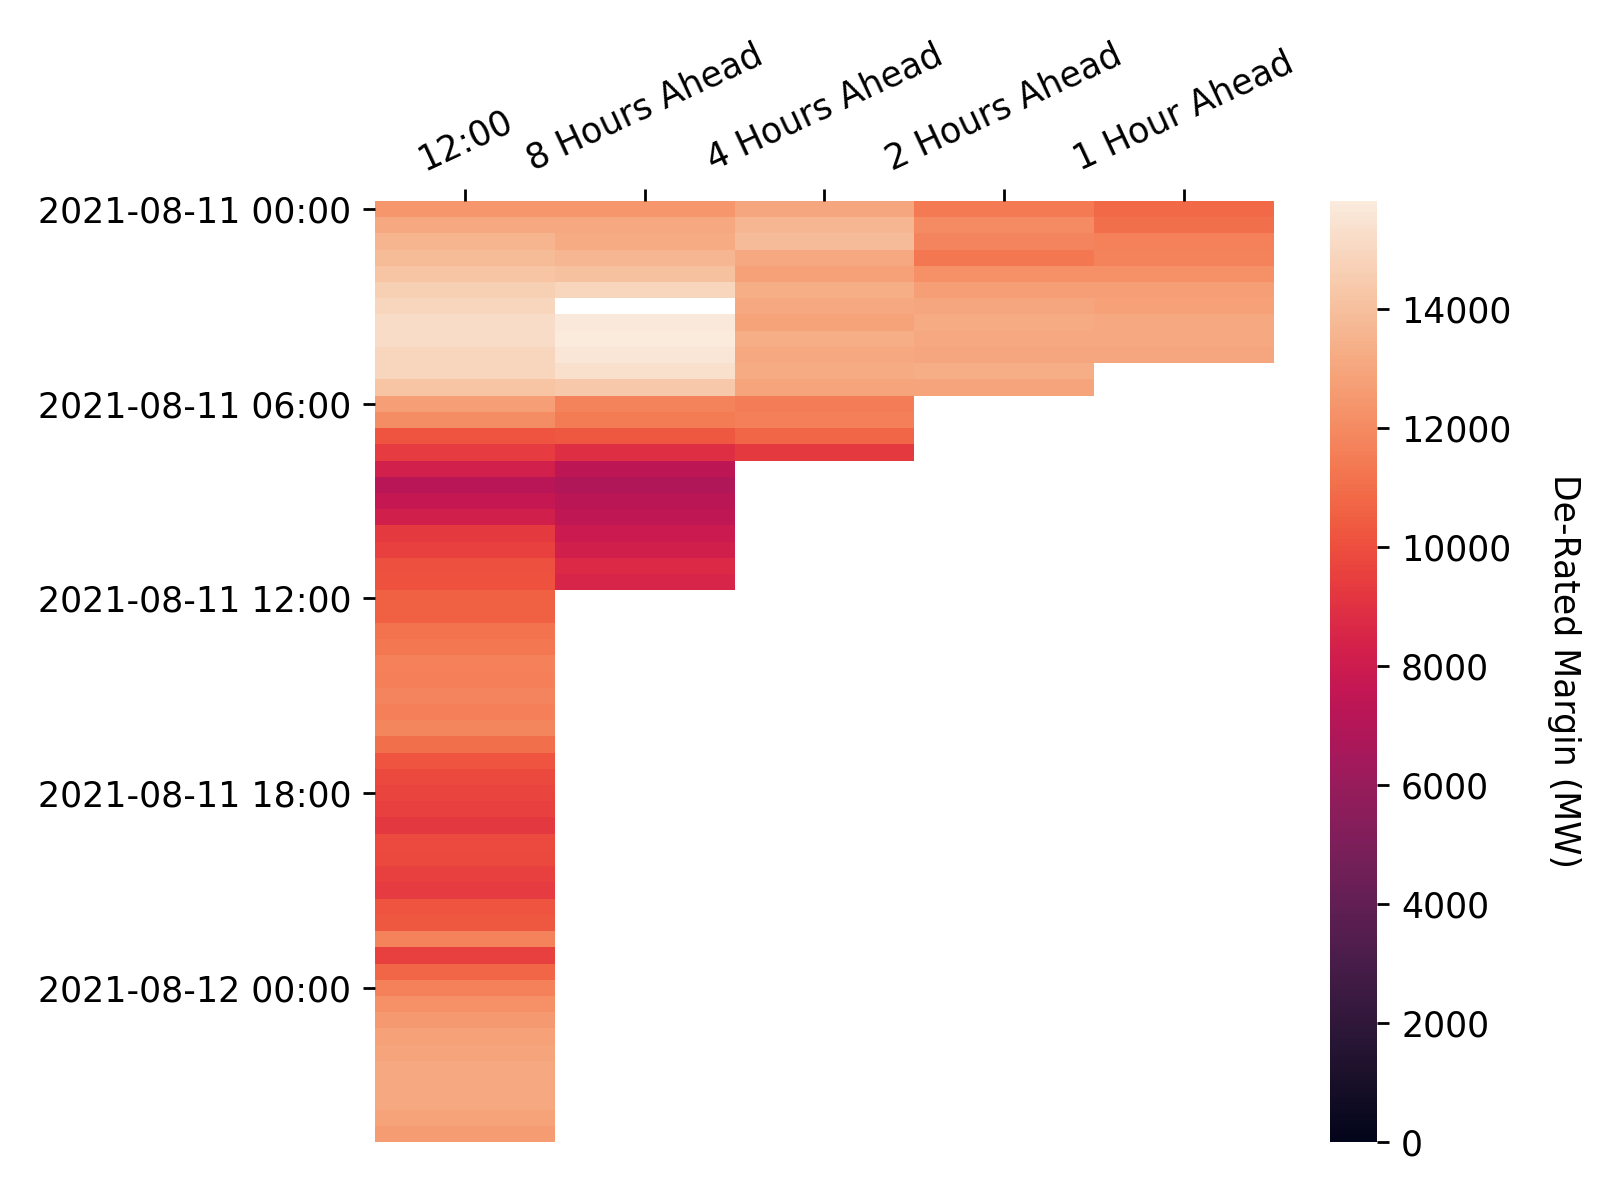 12:00
8 Hours Ahead
4 Hours Ahead
2 Hours Ahead
1 Hour Ahead
2021-08-11 00:00
2021-08-11 06:00
2021-08-11 12:00
2021-08-11 18:00
2021-08-12 00:00
14000
12000
10000
8000
6000
4000
2000
0
De-Rated Margin (MW)